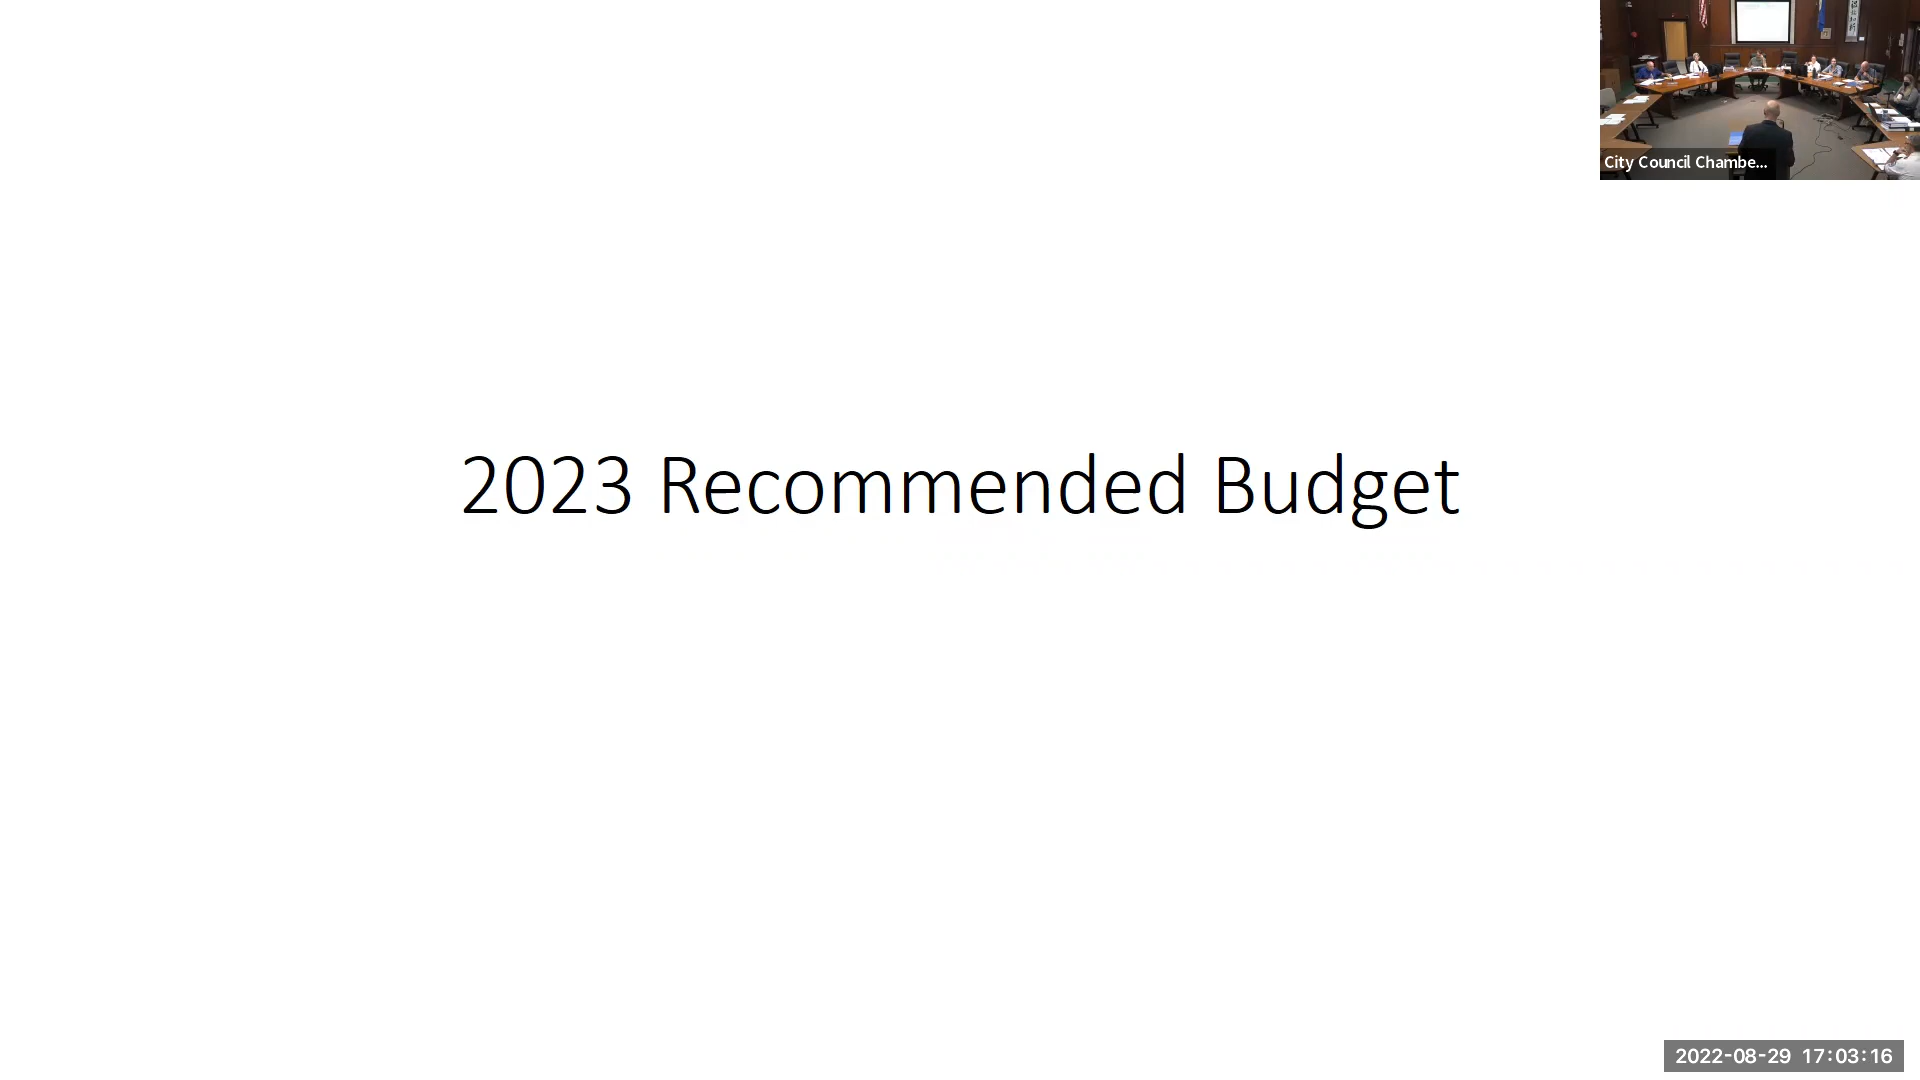 City Council Chambe...
2023 Recommended Budget
2022-08-29 17:03:16